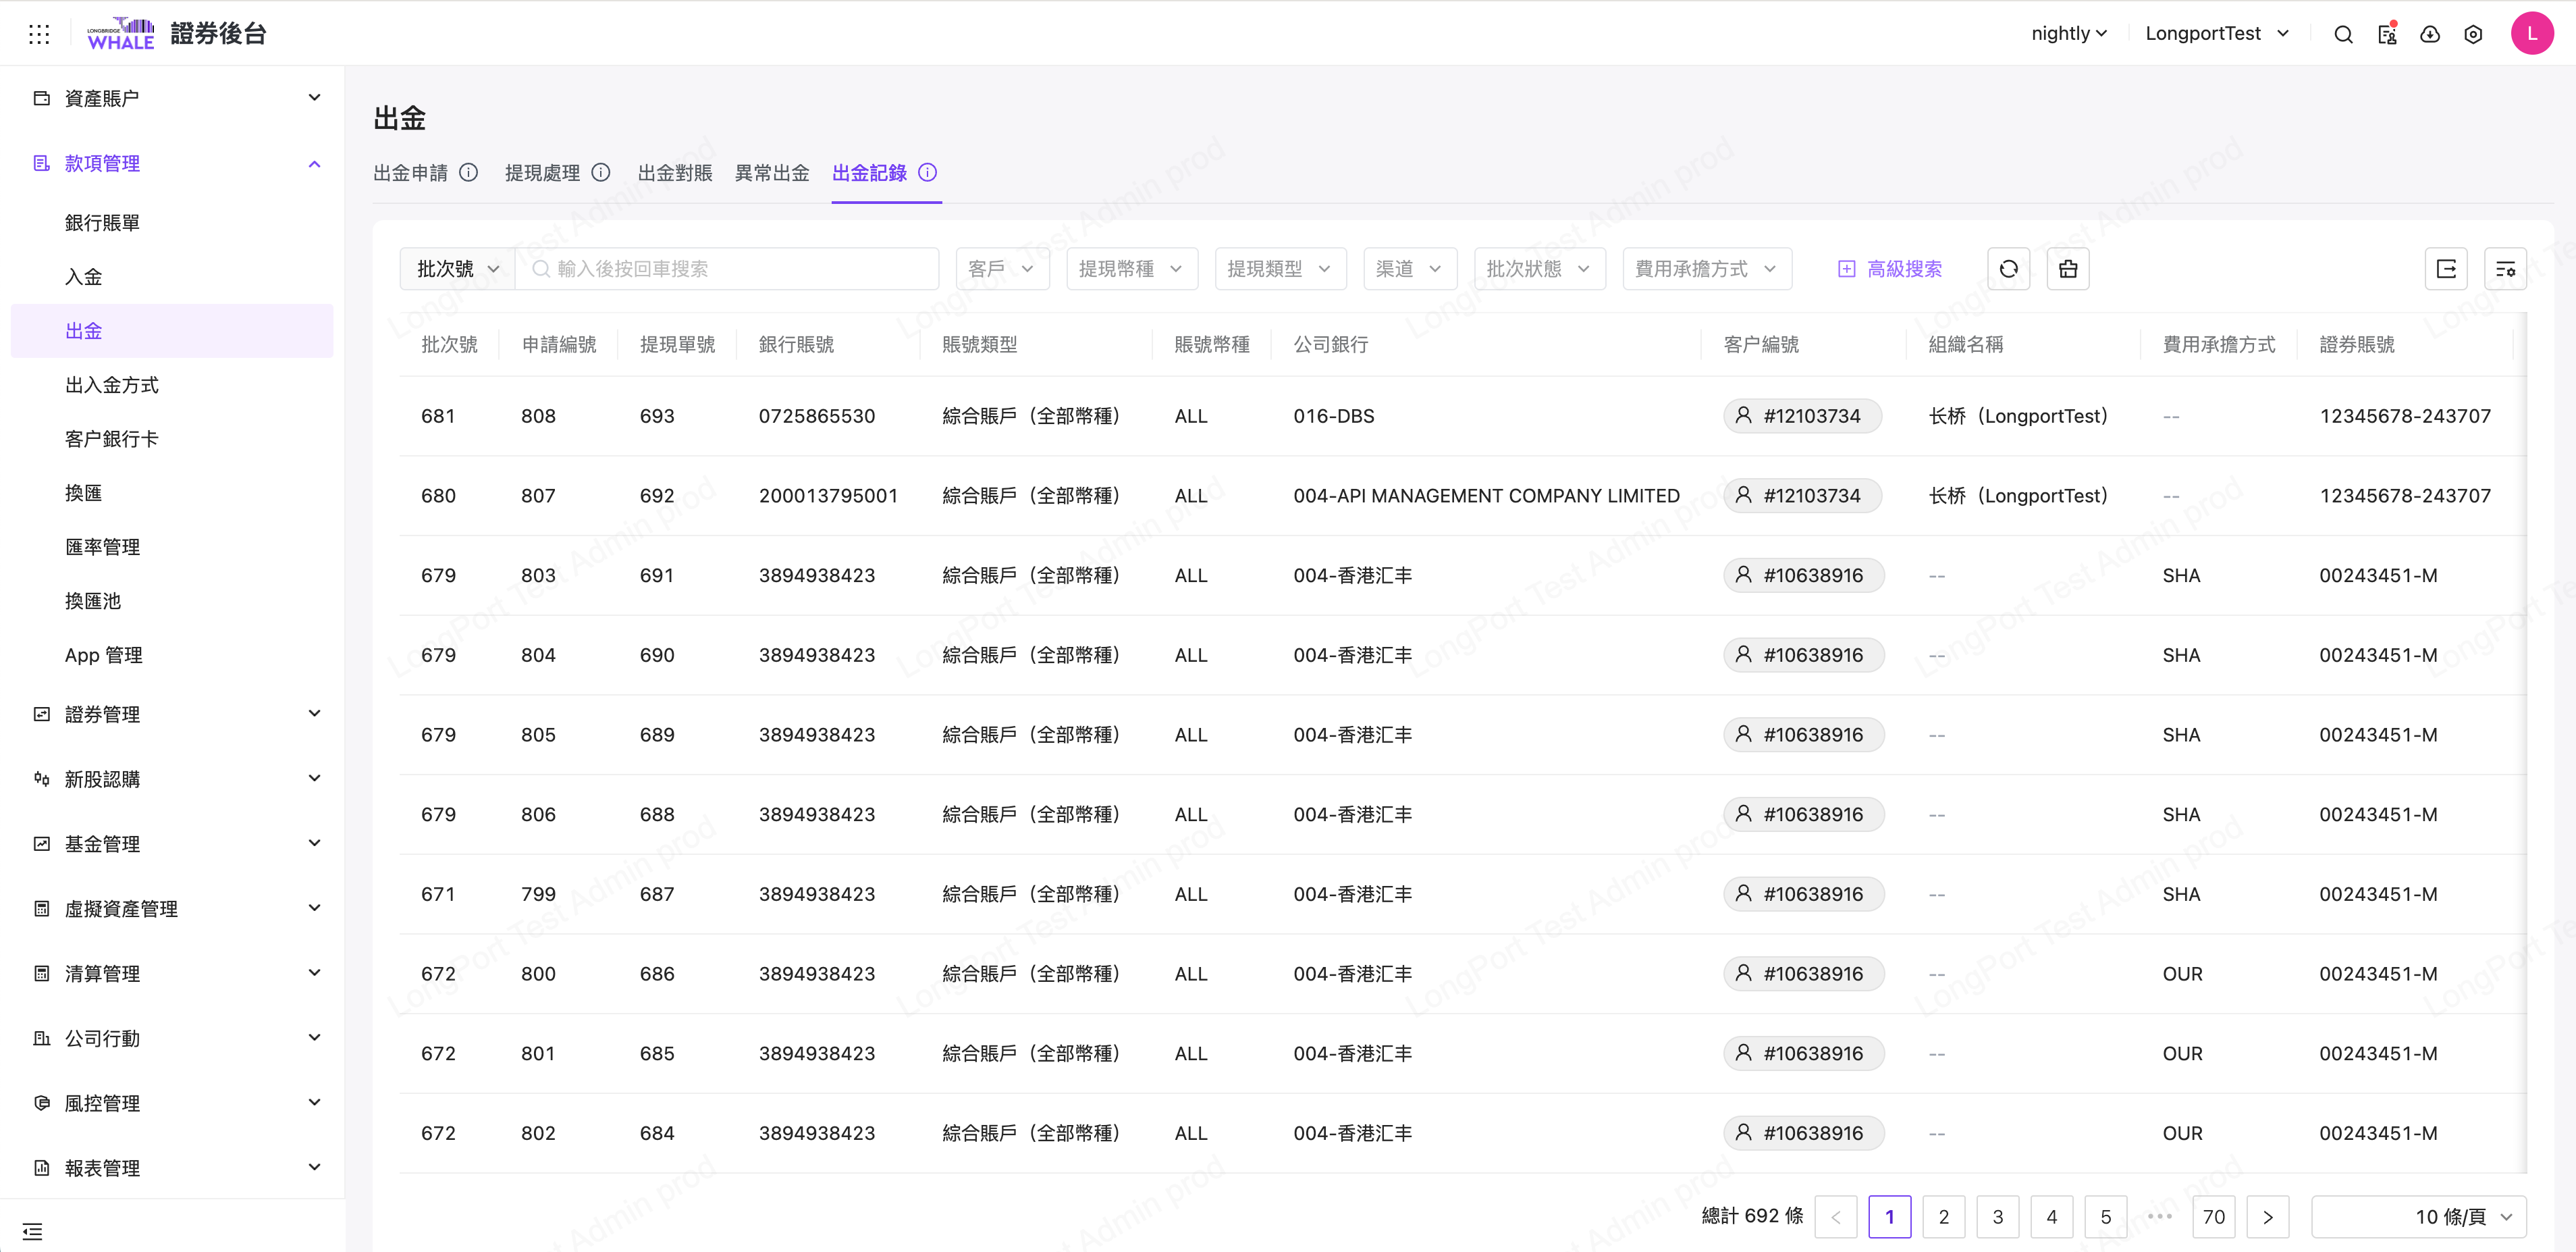 LONGBRIDGE WHALE 證券後台 nightly LongportTest L
資產賬户
款項管理
銀行賬單
入金
出金
出入金方式
客户銀行卡
換匯
匯率管理
換匯池
App 管理
證券管理
新股認購
基金管理
虛擬資產管理
清算管理
公司行動
風控管理
報表管理
出金
出金申請 提現處理 出金對賬 異常出金 出金記錄
批次號 輸入後按回車搜索 客戶 提現幣種 提現類型 渠道 批次狀態 費用承擔方式 高級搜索
批次號 申請編號 提現單號 銀行賬號 賬號類型 賬號幣種 公司銀行 客户編號 組織名稱 費用承擔方式 證券賬號
681 808 693 0725865530 綜合賬戶（全部幣種） ALL 016-DBS #12103734 长桥（LongportTest） -- 12345678-243707
680 807 692 200013795001 綜合賬戶（全部幣種） ALL 004-API MANAGEMENT COMPANY LIMITED #12103734 长桥（LongportTest） -- 12345678-243707
679 803 691 3894938423 綜合賬戶（全部幣種） ALL 004-香港汇丰 #10638916 -- SHA 00243451-M
679 804 690 3894938423 綜合賬戶（全部幣種） ALL 004-香港汇丰 #10638916 -- SHA 00243451-M
679 805 689 3894938423 綜合賬戶（全部幣種） ALL 004-香港汇丰 #10638916 -- SHA 00243451-M
679 806 688 3894938423 綜合賬戶（全部幣種） ALL 004-香港汇丰 #10638916 -- SHA 00243451-M
671 799 687 3894938423 綜合賬戶（全部幣種） ALL 004-香港汇丰 #10638916 -- SHA 00243451-M
672 800 686 3894938423 綜合賬戶（全部幣種） ALL 004-香港汇丰 #10638916 -- OUR 00243451-M
672 801 685 3894938423 綜合賬戶（全部幣種） ALL 004-香港汇丰 #10638916 -- OUR 00243451-M
672 802 684 3894938423 綜合賬戶（全部幣種） ALL 004-香港汇丰 #10638916 -- OUR 00243451-M
總計 692 條 < 1 2 3 4 5 ••• 70 > 10 條/頁
LongPort Test Admin prod